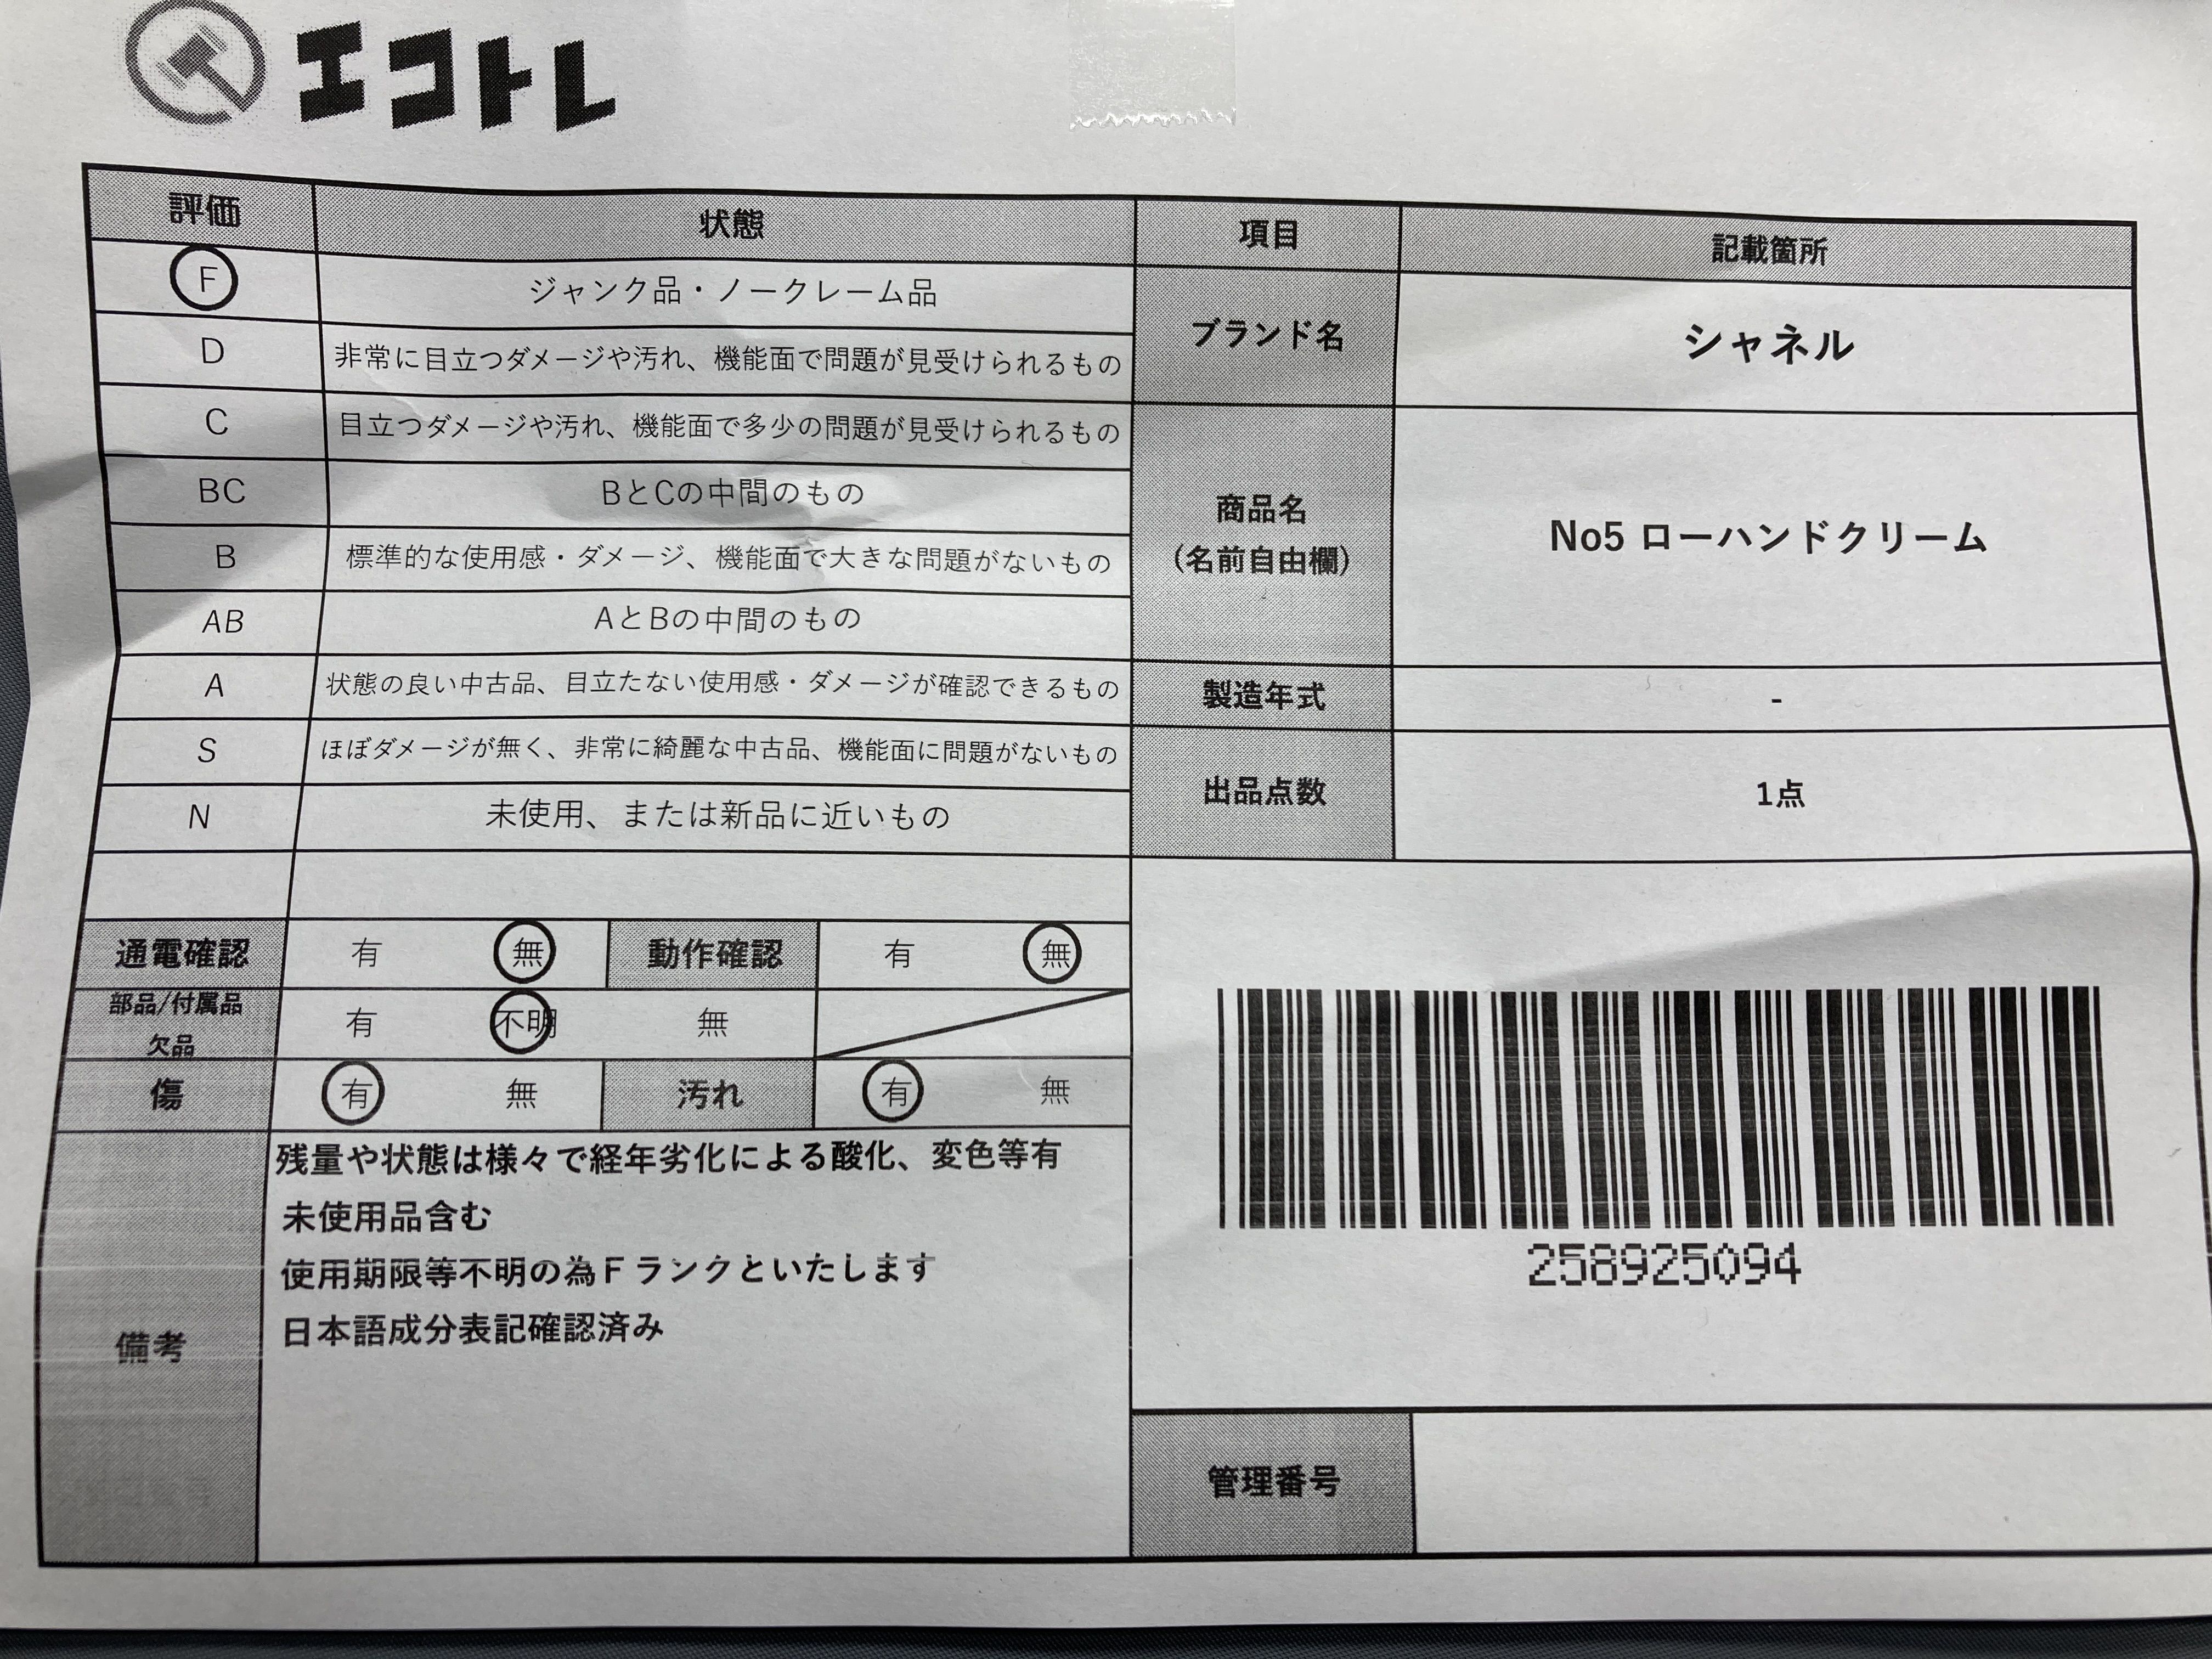 エコトレ
評価 状態 項目 記載箇所
F ジャンク品・ノークレーム品
D 非常に目立つダメージや汚れ、機能面で問題が見受けられるもの
ブランド名 シャネル
C 目立つダメージや汚れ、機能面で多少の問題が見受けられるもの
BC BとCの中間のもの
商品名
(名前自由欄)
No5 ローハンドクリーム
B 標準的な使用感・ダメージ、機能面で大きな問題がないもの
AB AとBの中間のもの
A 状態の良い中古品、目立たない使用感・ダメージが確認できるもの
製造年式 -
S ほぼダメージが無く、非常に綺麗な中古品、機能面に問題がないもの
出品点数 1点
N 未使用、または新品に近いもの
通電確認 有 無 動作確認 有 無
部品/付属品
欠品
有 不明 無
傷 有 無 汚れ 有 無
備考
残量や状態は様々で経年劣化による酸化、変色等有
未使用品含む
使用期限等不明の為Fランクといたします
日本語成分表記確認済み
258925094
管理番号